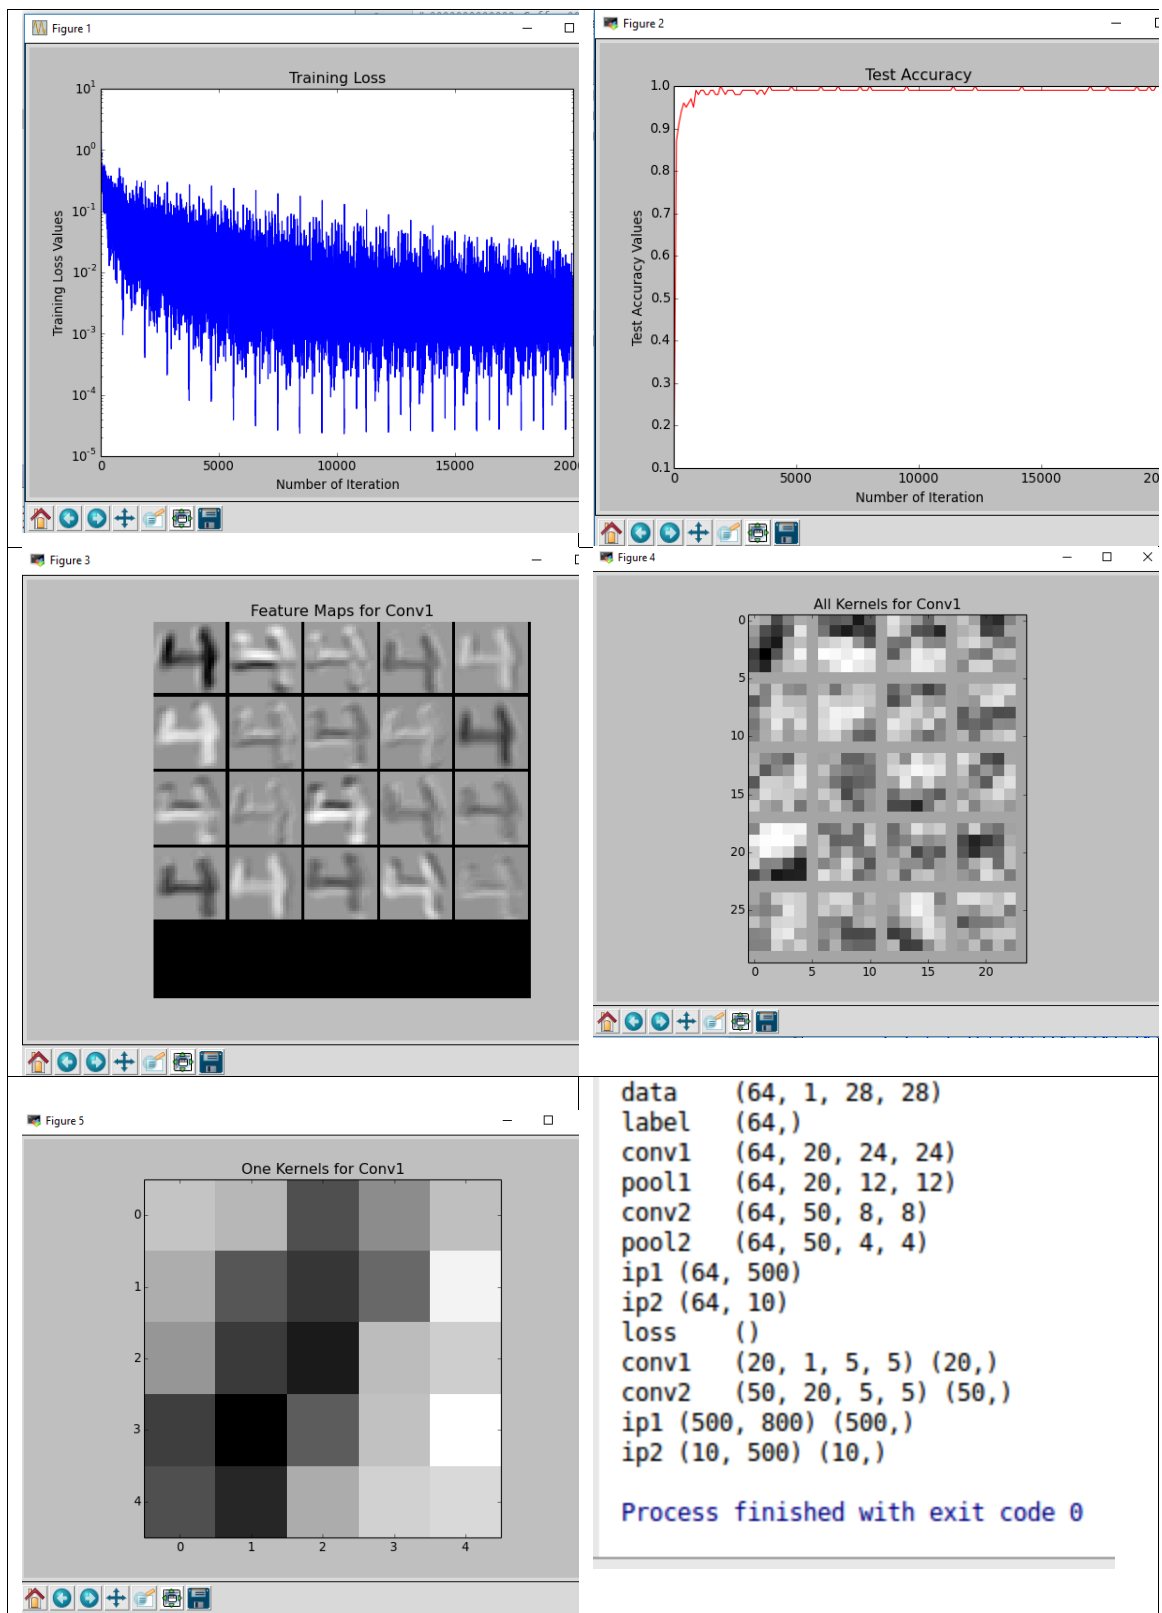 Figure 1
Training Loss
10^1
10^0
10^-1
10^-2
10^-3
10^-4
10^-5
Training Loss Values
0 5000 10000 15000 200
Number of Iteration
Figure 2
Test Accuracy
1.0
0.9
0.8
0.7
0.6
0.5
0.4
0.3
0.2
0.1
Test Accuracy Values
0 5000 10000 15000 20
Number of Iteration
Figure 3
Feature Maps for Conv1
Figure 4
All Kernels for Conv1
0
5
10
15
20
25
0 5 10 15 20
Figure 5
One Kernels for Conv1
0
1
2
3
4
0 1 2 3 4
data (64, 1, 28, 28)
label (64,)
conv1 (64, 20, 24, 24)
pool1 (64, 20, 12, 12)
conv2 (64, 50, 8, 8)
pool2 (64, 50, 4, 4)
ip1 (64, 500)
ip2 (64, 10)
loss ()
conv1 (20, 1, 5, 5) (20,)
conv2 (50, 20, 5, 5) (50,)
ip1 (500, 800) (500,)
ip2 (10, 500) (10,)
Process finished with exit code 0